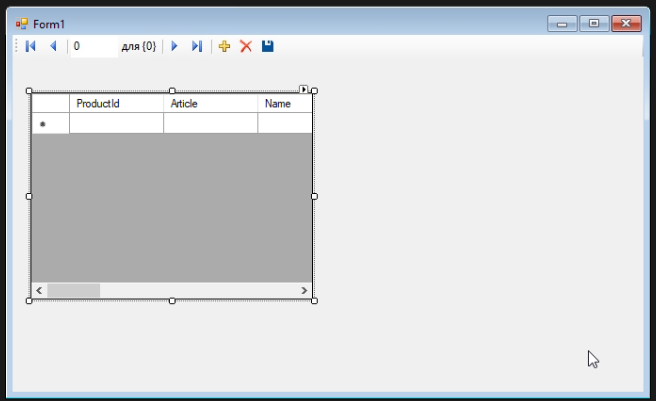 Form1
0 для {0}
ProductId Article Name